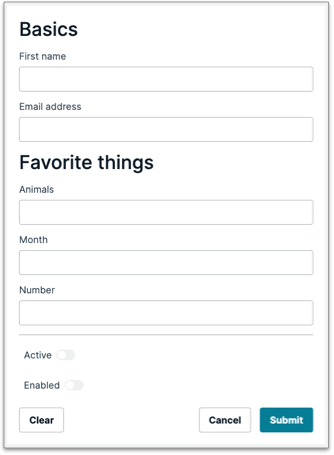 Basics
First name
Email address
Favorite things
Animals
Month
Number
Active
Enabled
Clear Cancel Submit